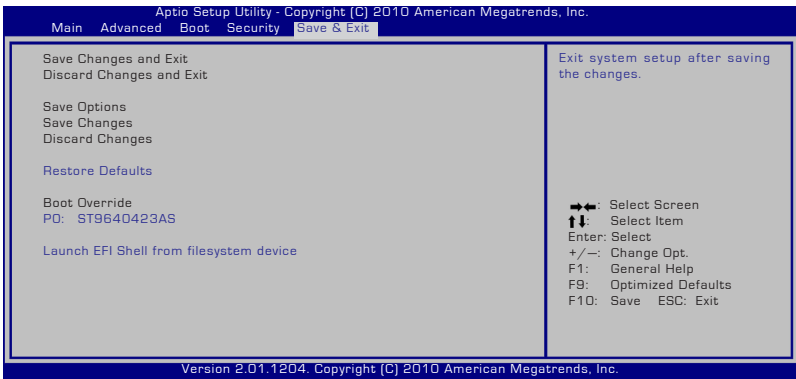 Aptio Setup Utility - Copyright (C) 2010 American Megatrends, Inc.
Main Advanced Boot Security Save & Exit
Save Changes and Exit
Discard Changes and Exit
Save Options
Save Changes
Discard Changes
Restore Defaults
Boot Override
P0: ST9640423AS
Launch EFI Shell from filesystem device
Exit system setup after saving
the changes.
➡⬅: Select Screen
⬆⬇: Select Item
Enter: Select
+/—: Change Opt.
F1: General Help
F9: Optimized Defaults
F10: Save ESC: Exit
Version 2.01.1204. Copyright (C) 2010 American Megatrends, Inc.